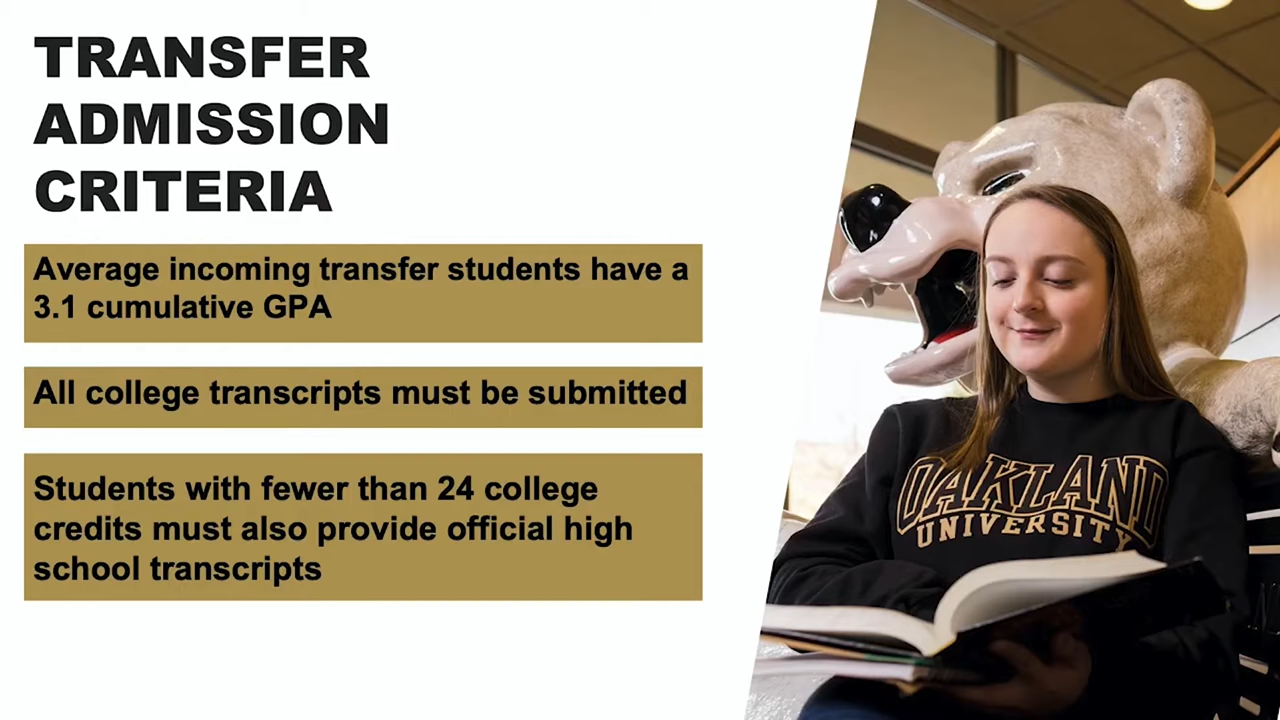 TRANSFER
ADMISSION
CRITERIA
Average incoming transfer students have a
3.1 cumulative GPA
All college transcripts must be submitted
Students with fewer than 24 college
credits must also provide official high
school transcripts
OAKLAND
UNIVERSITY